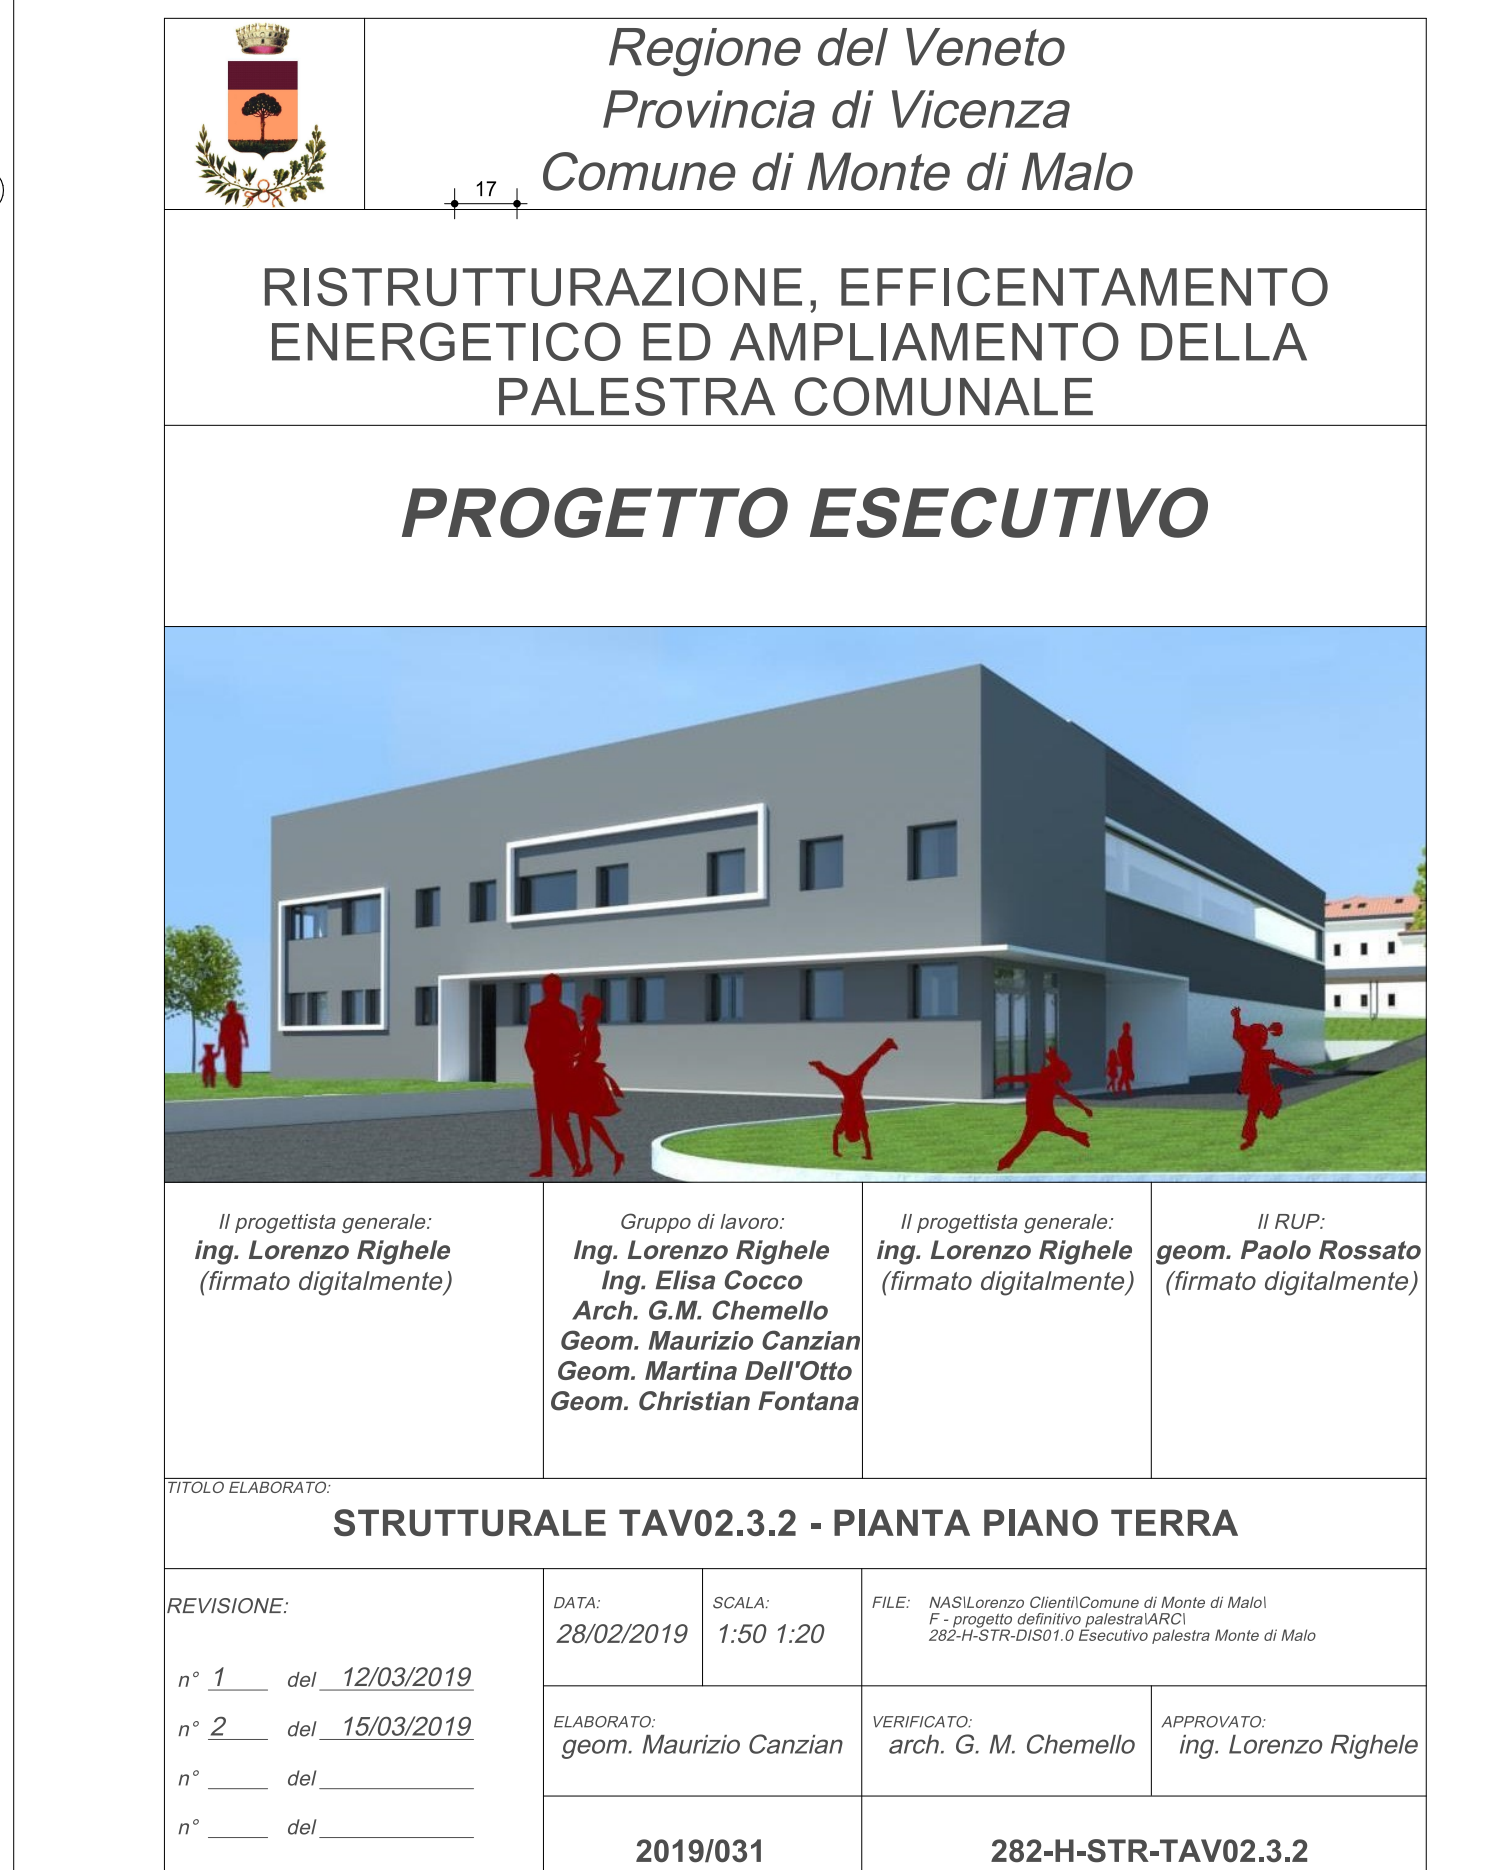 Regione del Veneto
Provincia di Vicenza
Comune di Monte di Malo
17
RISTRUTTURAZIONE, EFFICENTAMENTO
ENERGETICO ED AMPLIAMENTO DELLA
PALESTRA COMUNALE
PROGETTO ESECUTIVO
Il progettista generale:
ing. Lorenzo Righele
(firmato digitalmente)
Gruppo di lavoro:
Ing. Lorenzo Righele
Ing. Elisa Cocco
Arch. G.M. Chemello
Geom. Maurizio Canzian
Geom. Martina Dell'Otto
Geom. Christian Fontana
Il progettista generale:
ing. Lorenzo Righele
(firmato digitalmente)
Il RUP:
geom. Paolo Rossato
(firmato digitalmente)
TITOLO ELABORATO:
STRUTTURALE TAV02.3.2 - PIANTA PIANO TERRA
REVISIONE:
n° 1 del 12/03/2019
n° 2 del 15/03/2019
n° del
n° del
DATA:
28/02/2019
SCALA:
1:50 1:20
FILE: NAS\Lorenzo Clienti\Comune di Monte di Malo\
F - progetto definitivo palestra\ARC\
282-H-STR-DIS01.0 Esecutivo palestra Monte di Malo
ELABORATO:
geom. Maurizio Canzian
VERIFICATO:
arch. G. M. Chemello
APPROVATO:
ing. Lorenzo Righele
2019/031
282-H-STR-TAV02.3.2